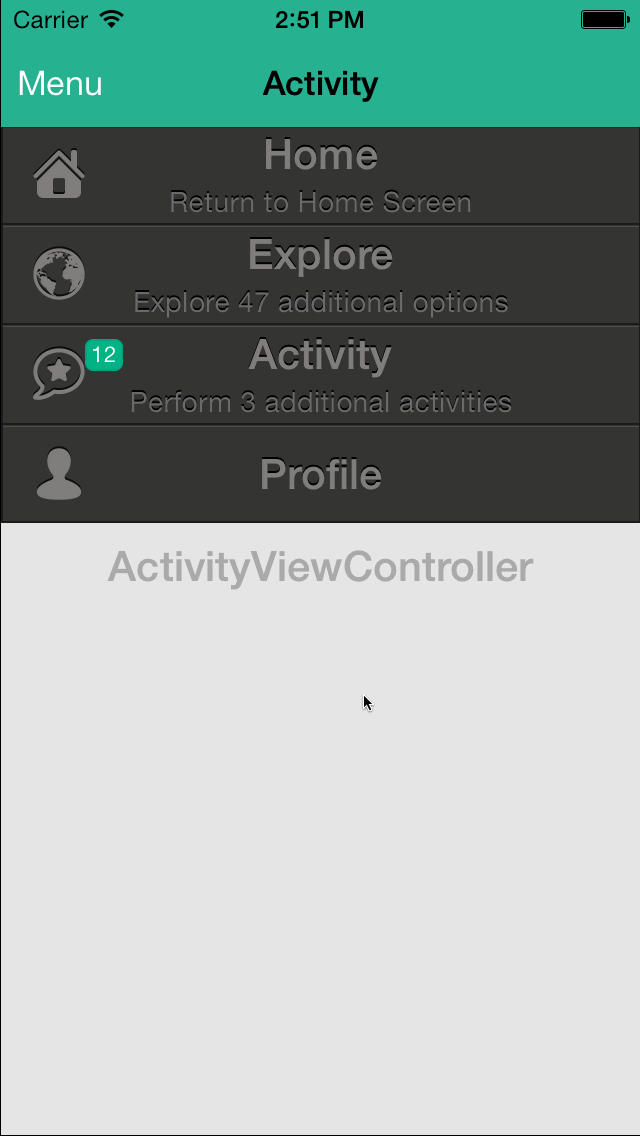 Carrier 2:51 PM
Menu Activity
Home
Return to Home Screen
Explore
Explore 47 additional options
12
Activity
Perform 3 additional activities
Profile
ActivityViewController